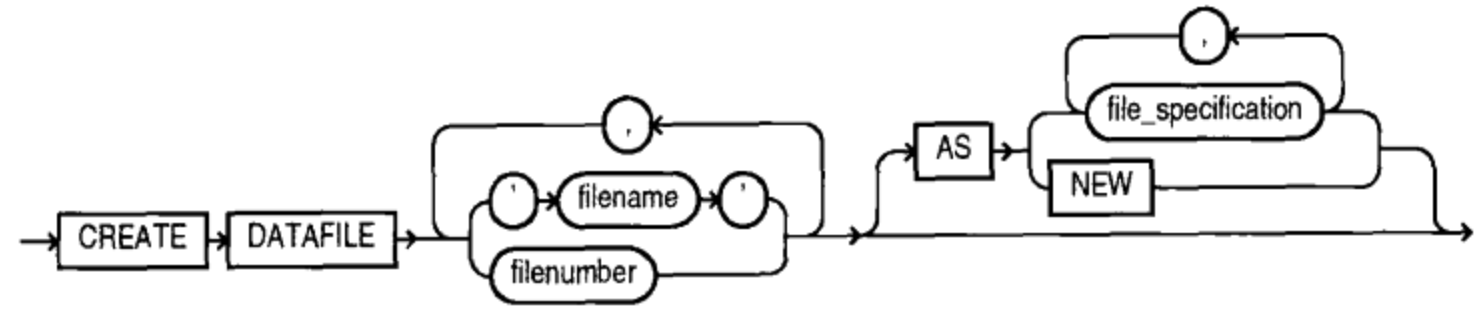 ,
file_specification
AS
NEW
,
' filename '
CREATE DATAFILE
filenumber